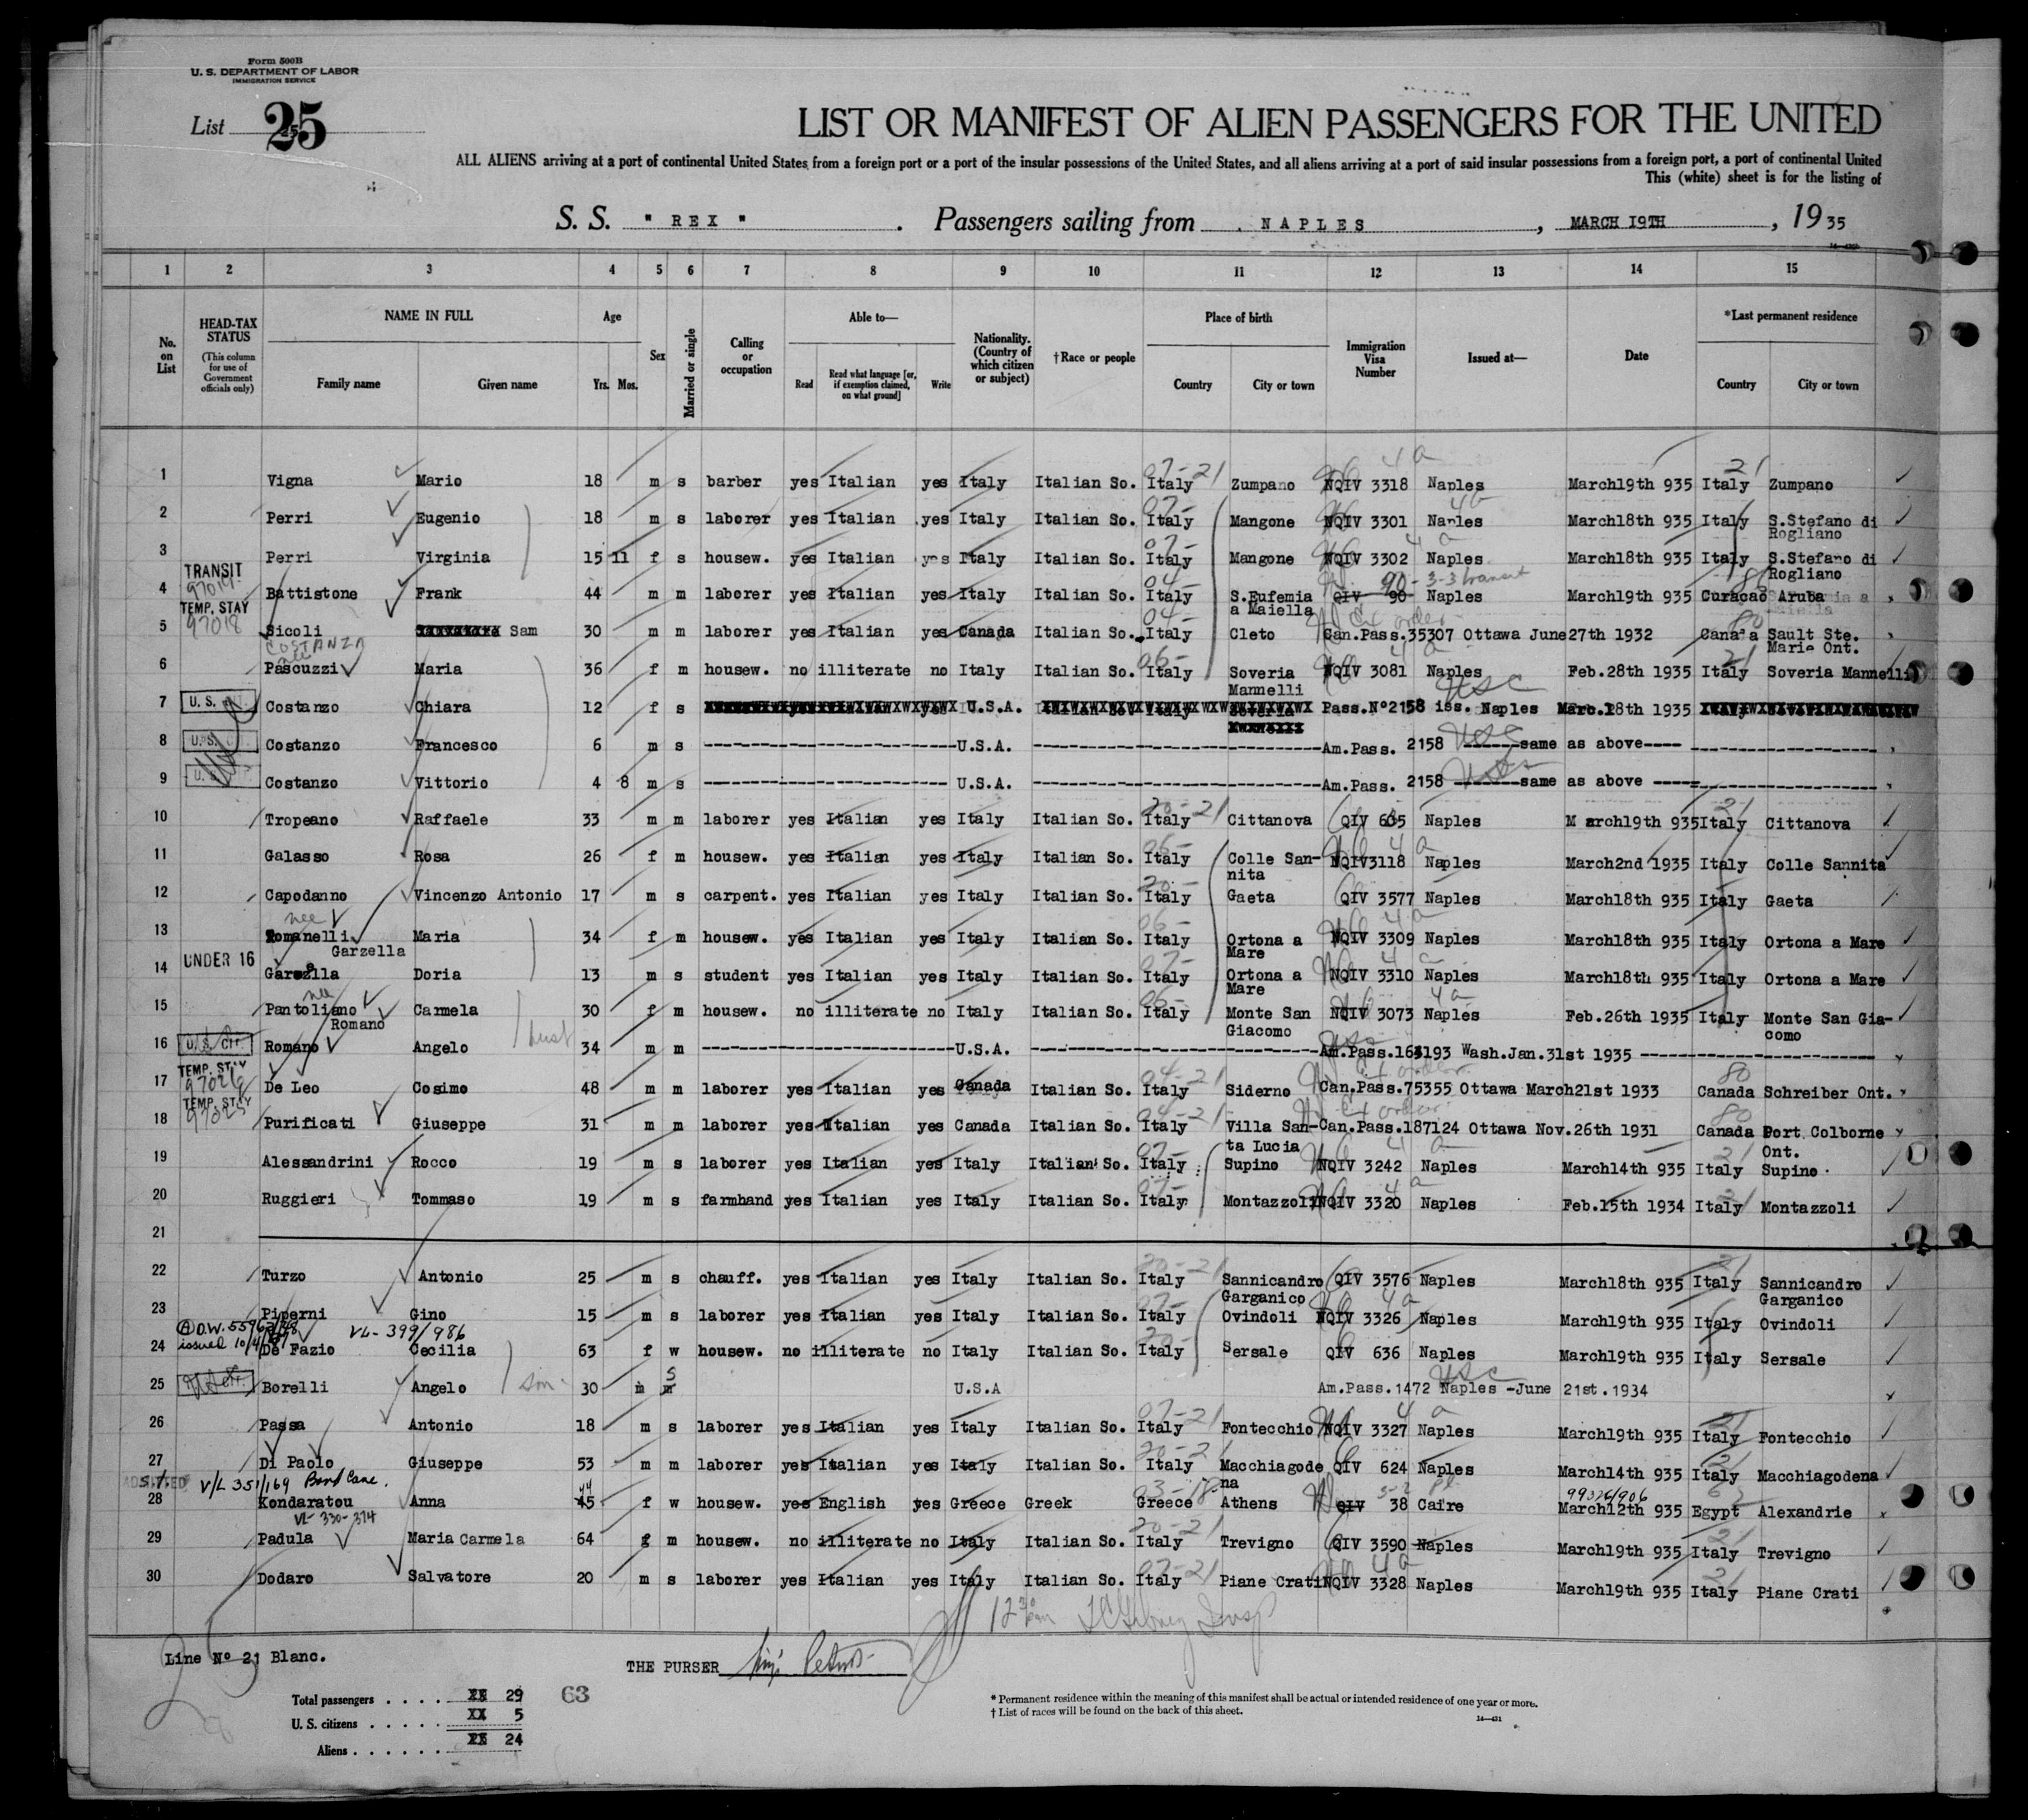 Form 500B
U. S. DEPARTMENT OF LABOR
IMMIGRATION SERVICE
List 25
LIST OR MANIFEST OF ALIEN PASSENGERS FOR THE UNITED
ALL ALIENS arriving at a port of continental United States from a foreign port or a port of the insular possessions of the United States, and all aliens arriving at a port of said insular possessions from a foreign port, a port of continental United
This (white) sheet is for the listing of
S. S. " REX " . Passengers sailing from NAPLES , MARCH 19TH , 1935
1 2 3 4 5 6 7 8 9 10 11 12 13 14 15
No. on List HEAD-TAX STATUS (This column for use of Government officials only) NAME IN FULL Family name Given name Age Yrs. Mos. Sex Married or single Calling or occupation Able to— Read Read what language [or, if exemption claimed, on what ground] Write Nationality. (Country of which citizen or subject) †Race or people Place of birth Country City or town Immigration Visa Number Issued at— Date *Last permanent residence Country City or town
1 Vigna Mario 18 m s barber yes Italian yes Italy Italian So. Italy Zumpano NQIV 3318 Naples March19th 935 Italy Zumpano
2 Perri Eugenio 18 m s laborer yes Italian yes Italy Italian So. Italy Mangone NQIV 3301 Naples March18th 935 Italy S.Stefano di Rogliano
3 Perri Virginia 15 11 f s housew. yes Italian yes Italy Italian So. Italy Mangone NQIV 3302 Naples March18th 935 Italy S.Stefano di Rogliano
TRANSIT
4 Battistone Frank 44 m m laborer yes Italian yes Italy Italian So. Italy S.Eufemia a Maiella QIV 90 3-3 transit Naples March19th 935 Curacao Aruba
TEMP. STAY
97018
5 Sicoli Sam 30 m m laborer yes Italian yes Canada Italian So. Italy Cleto Can.Pass.35307 Ottawa June27th 1932 Canada Sault Ste. Marie Ont.
COSTANZA
nee
6 Pascuzzi Maria 36 f m housew. no illiterate no Italy Italian So. Italy Soveria Mannelli NQIV 3081 Naples Feb.28th 1935 Italy Soveria Mannelli
7 U. S. Costanzo Chiara 12 f s U.S.A. Pass.Nº2158 iss. Naples 18th 1935
8 U.S. Costanzo Francesco 6 m s U.S.A. Am.Pass. 2158 same as above
9 Costanzo Vittorio 4 8 m s U.S.A. Am.Pass. 2158 same as above
10 Tropeano Raffaele 33 m m laborer yes Italian yes Italy Italian So. Italy Cittanova QIV 635 Naples M arch19th 935 Italy Cittanova
11 Galasso Rosa 26 f m housew. yes Italian yes Italy Italian So. Italy Colle Sannita NQIV3118 Naples March2nd 1935 Italy Colle Sannita
12 Capodanno Vincenzo Antonio 17 m s carpent. yes Italian yes Italy Italian So. Italy Gaeta QIV 3577 Naples March18th 935 Italy Gaeta
nee
13 Romanelli Garzella Maria 34 f m housew. yes Italian yes Italy Italian So. Italy Ortona a Mare NQIV 3309 Naples March18th 935 Italy Ortona a Mare
UNDER 16
14 Garzella Doria 13 m s student yes Italian yes Italy Italian So. Italy Ortona a Mare NQIV 3310 Naples March18th 935 Italy Ortona a Mare
nee
15 Pantoliano Romano Carmela 30 f m housew. no illiterate no Italy Italian So. Italy Monte San Giacomo NQIV 3073 Naples Feb.26th 1935 Italy Monte San Gia-como
16 U. S. CIT. Romano Angelo 34 m m U.S.A. Wash.Jan.31st 1935
TEMP. STAY
17 De Leo Cosimo 48 m m laborer yes Italian yes Canada Italian So. Italy Siderno Can.Pass.75355 Ottawa March21st 1933 Canada Schreiber Ont.
TEMP. STAY
18 Purificati Giuseppe 31 m m laborer yes Italian yes Canada Italian So. Italy Villa San-ta Lucia Can.Pass.187124 Ottawa Nov.26th 1931 Canada Port Colborne Ont.
19 Alessandrini Rocco 19 m s laborer yes Italian yes Italy Italian So. Italy Supino NQIV 3242 Naples March14th 935 Italy Supino
20 Ruggieri Tommaso 19 m s farmhand yes Italian yes Italy Italian So. Italy Montazzoli NQIV 3320 Naples Feb.15th 1934 Italy Montazzoli
21
22 Turzo Antonio 25 m s chauff. yes Italian yes Italy Italian So. Italy Sannicandro Garganico QIV 3576 Naples March18th 935 Italy Sannicandro Garganico
23 Piperni Gino 15 m s laborer yes Italian yes Italy Italian So. Italy Ovindoli NQIV 3326 Naples March19th 935 Italy Ovindoli
VL-399/986
24 De Fazio Cecilia 63 f w housew. no illiterate no Italy Italian So. Italy Sersale QIV 636 Naples March19th 935 Italy Sersale
25 Borelli Angelo son 30 m s U.S.A Am.Pass.1472 Naples -June 21st.1934
26 Passa Antonio 18 m s laborer yes Italian yes Italy Italian So. Italy Fontecchio NQIV 3327 Naples March19th 935 Italy Fontecchio
27 Di Paolo Giuseppe 53 m m laborer yes Italian yes Italy Italian So. Italy Macchiagode na QIV 624 Naples March14th 935 Italy Macchiagodena
V/L 351/169
28 Kondaratou Anna 44 f w housew. yes English yes Greece Greek Greece Athens QIV 38 Caire March12th 935 Egypt Alexandrie
VL-330-374
29 Padula Maria Carmela 64 f m housew. no illiterate no Italy Italian So. Italy Trevigno QIV 3590 Naples March19th 935 Italy Trevigno
30 Dodaro Salvatore 20 m s laborer yes Italian yes Italy Italian So. Italy Piane Crati NQIV 3328 Naples March19th 935 Italy Piane Crati
Line Nº 21 Blanc.
THE PURSER
Total passengers . . . . 29
63
U. S. citizens . . . . . 5
Aliens . . . . . . 24
* Permanent residence within the meaning of this manifest shall be actual or intended residence of one year or more.
† List of races will be found on the back of this sheet.
14—431